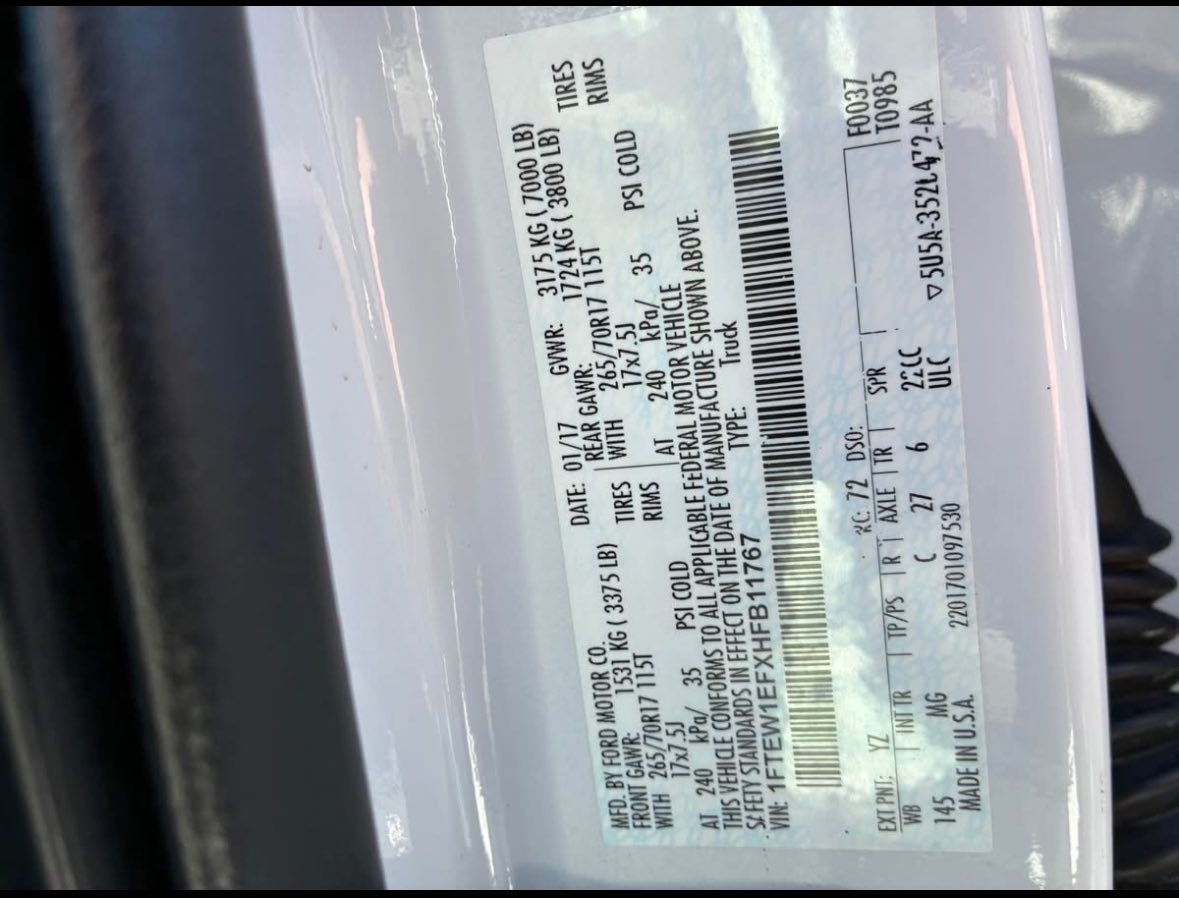 MFD. BY FORD MOTOR CO. DATE: 01/17 GVWR: 3175 KG ( 7000 LB)
FRONT GAWR: 1531 KG ( 3375 LB) REAR GAWR: 1724 KG ( 3800 LB)
WITH 265/70R17 115T TIRES WITH 265/70R17 115T TIRES
17x7.5J RIMS 17x7.5J RIMS
AT 240 kPa/ 35 PSI COLD AT 240 kPa/ 35 PSI COLD
THIS VEHICLE CONFORMS TO ALL APPLICABLE FEDERAL MOTOR VEHICLE
SAFETY STANDARDS IN EFFECT ON THE DATE OF MANUFACTURE SHOWN ABOVE.
VIN: 1FTEW1EFXHFB11767 TYPE: Truck
EXT PNT: YZ RC: 72 DSO: F0037
WB | INT TR | TP/PS | R | AXLE | TR | SPR T0985
145 MG C 27 6
ULC
MADE IN U.S.A. 2201701097530